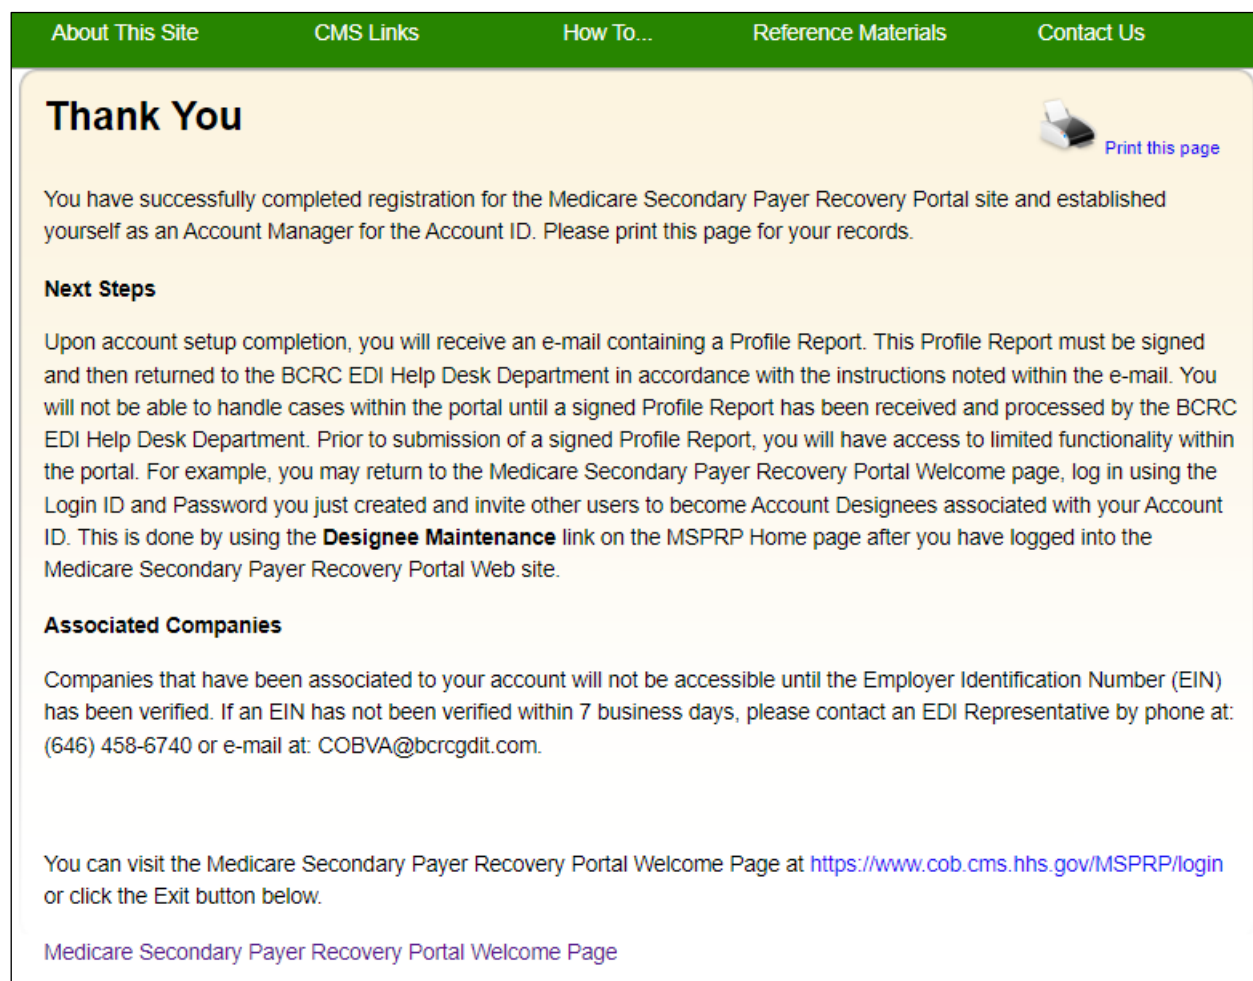 About This Site CMS Links How To... Reference Materials Contact Us
Thank You
Print this page
You have successfully completed registration for the Medicare Secondary Payer Recovery Portal site and established
yourself as an Account Manager for the Account ID. Please print this page for your records.
Next Steps
Upon account setup completion, you will receive an e-mail containing a Profile Report. This Profile Report must be signed
and then returned to the BCRC EDI Help Desk Department in accordance with the instructions noted within the e-mail. You
will not be able to handle cases within the portal until a signed Profile Report has been received and processed by the BCRC
EDI Help Desk Department. Prior to submission of a signed Profile Report, you will have access to limited functionality within
the portal. For example, you may return to the Medicare Secondary Payer Recovery Portal Welcome page, log in using the
Login ID and Password you just created and invite other users to become Account Designees associated with your Account
ID. This is done by using the Designee Maintenance link on the MSPRP Home page after you have logged into the
Medicare Secondary Payer Recovery Portal Web site.
Associated Companies
Companies that have been associated to your account will not be accessible until the Employer Identification Number (EIN)
has been verified. If an EIN has not been verified within 7 business days, please contact an EDI Representative by phone at:
(646) 458-6740 or e-mail at: COBVA@bcrcgdit.com.
You can visit the Medicare Secondary Payer Recovery Portal Welcome Page at https://www.cob.cms.hhs.gov/MSPRP/login
or click the Exit button below.
Medicare Secondary Payer Recovery Portal Welcome Page